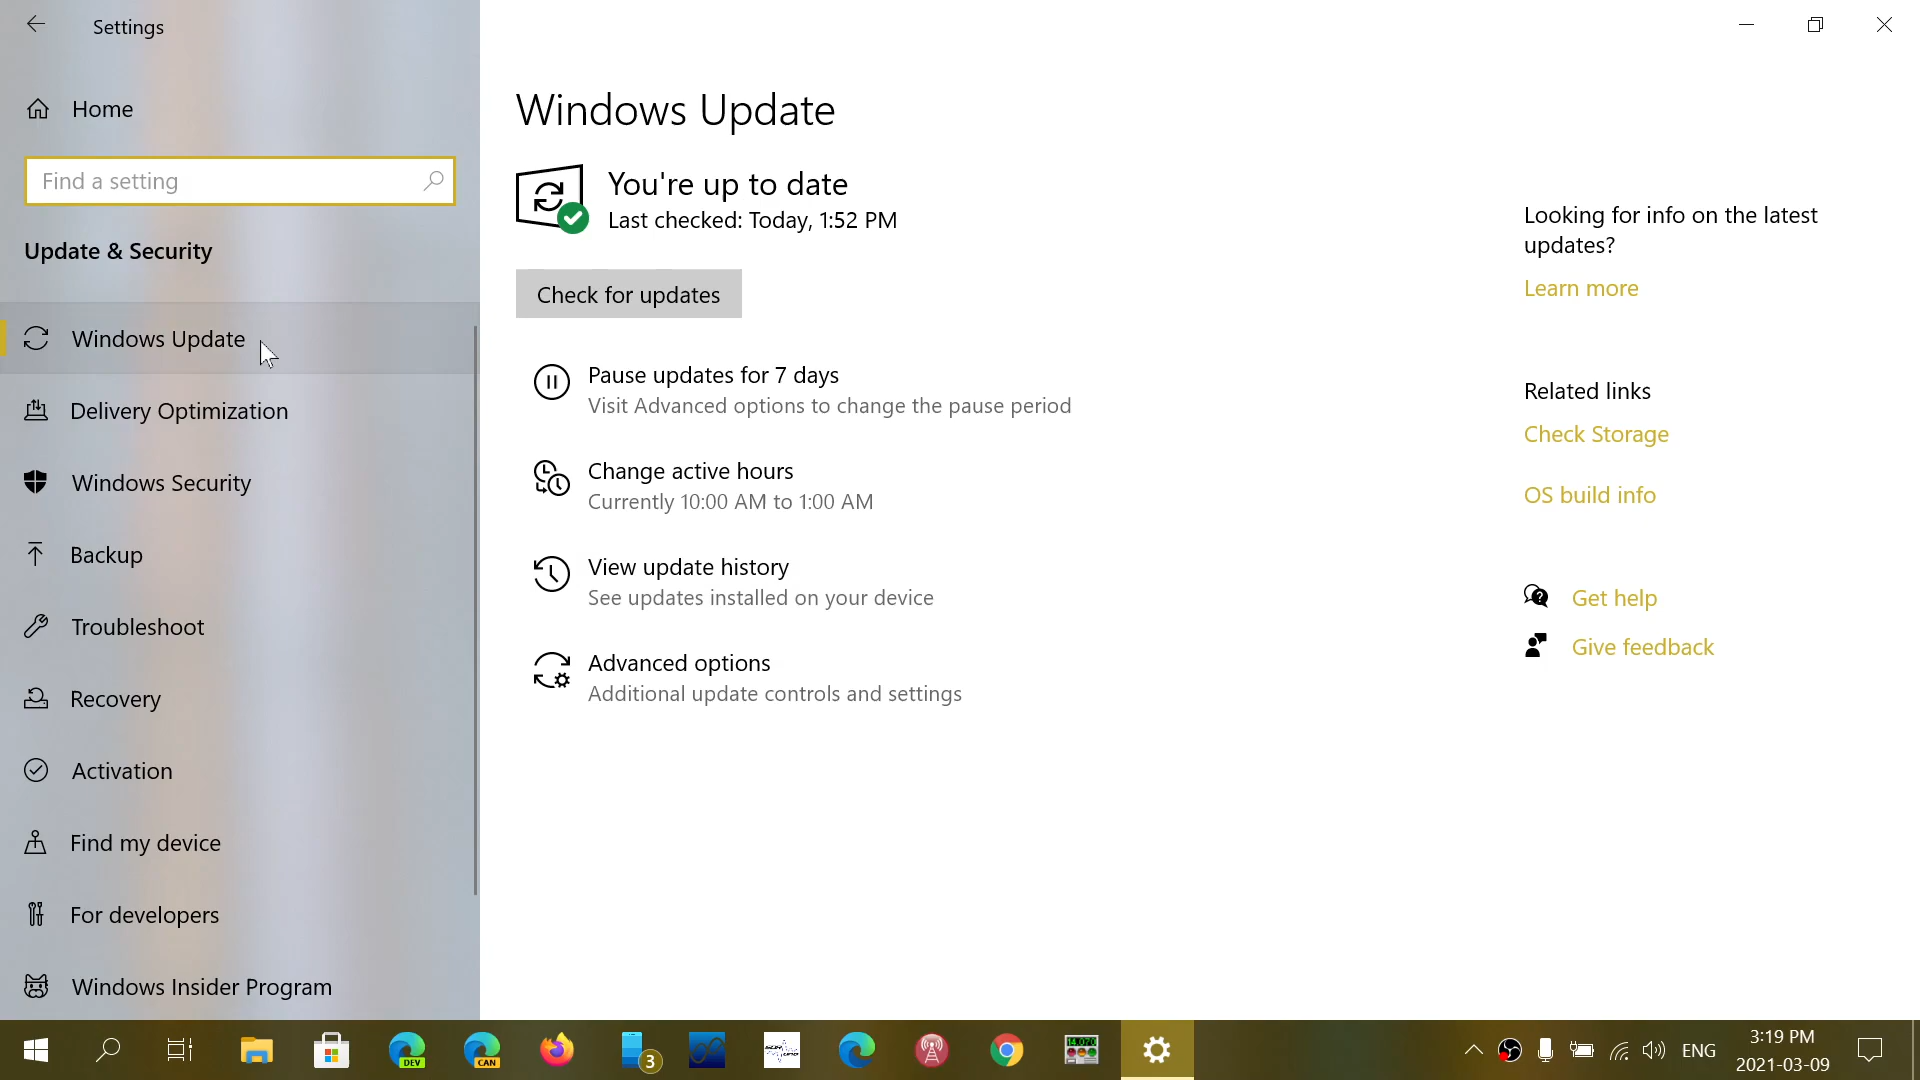 Settings
Home
Find a setting
Update & Security
Windows Update
Delivery Optimization
Windows Security
Backup
Troubleshoot
Recovery
Activation
Find my device
For developers
Windows Insider Program
Windows Update
You're up to date
Last checked: Today, 1:52 PM
Check for updates
Pause updates for 7 days
Visit Advanced options to change the pause period
Change active hours
Currently 10:00 AM to 1:00 AM
View update history
See updates installed on your device
Advanced options
Additional update controls and settings
Looking for info on the latest
updates?
Learn more
Related links
Check Storage
OS build info
Get help
Give feedback
DEV
CAN
3
14.070
ENG
3:19 PM
2021-03-09